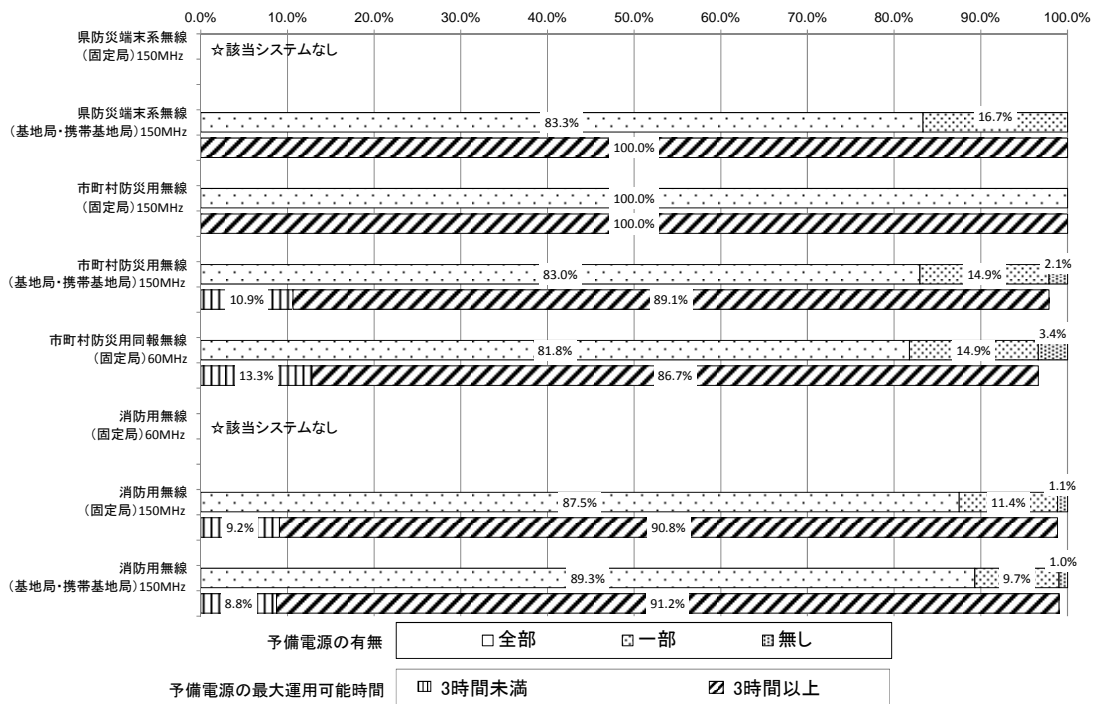 0.0% 10.0% 20.0% 30.0% 40.0% 50.0% 60.0% 70.0% 80.0% 90.0% 100.0%
県防災端末系無線
(固定局)150MHz
☆該当システムなし
県防災端末系無線
(基地局・携帯基地局)150MHz
83.3% 16.7%
100.0%
市町村防災用無線
(固定局)150MHz
100.0%
100.0%
市町村防災用無線
(基地局・携帯基地局)150MHz
83.0% 14.9% 2.1%
10.9% 89.1%
市町村防災用同報無線
(固定局)60MHz
81.8% 14.9% 3.4%
13.3% 86.7%
消防用無線
(固定局)60MHz
☆該当システムなし
消防用無線
(固定局)150MHz
87.5% 11.4% 1.1%
9.2% 90.8%
消防用無線
(基地局・携帯基地局)150MHz
89.3% 9.7% 1.0%
8.8% 91.2%
予備電源の有無 全部 一部 無し
予備電源の最大運用可能時間 3時間未満 3時間以上